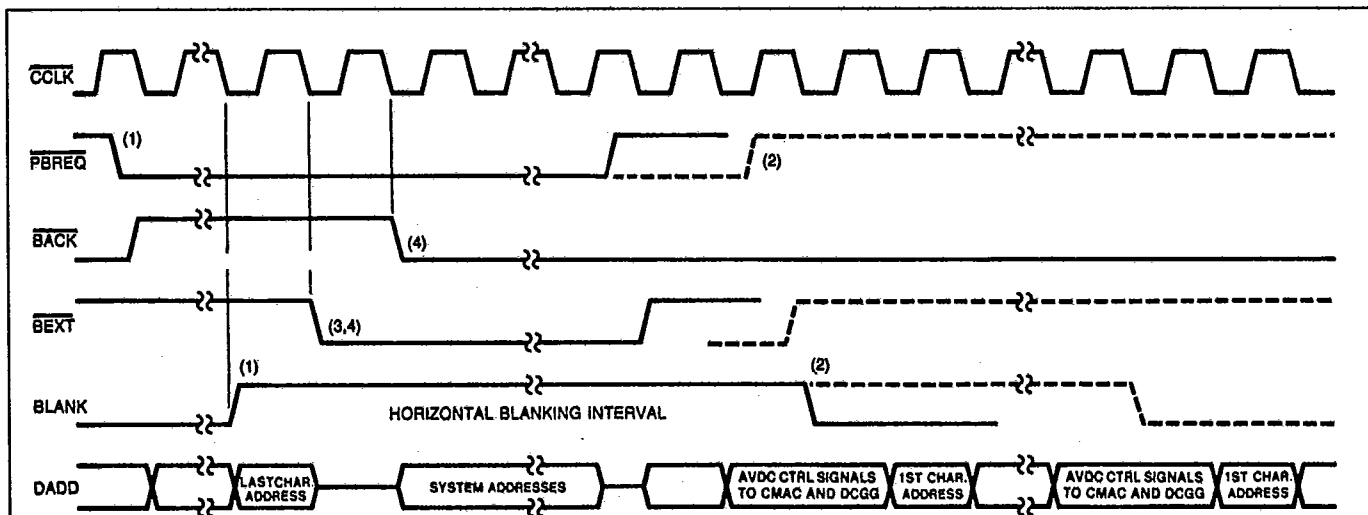 CCLK
PBREQ
(1)
(2)
BACK
(4)
BEXT
(3,4)
BLANK
(1)
HORIZONTAL BLANKING INTERVAL
(2)
DADD
LASTCHAR.
ADDRESS
SYSTEM ADDRESSES
AVDC CTRL SIGNALS
TO CMAC AND DCGG
1ST CHAR.
ADDRESS
AVDC CTRL SIGNALS
TO CMAC AND DCGG
1ST CHAR.
ADDRESS